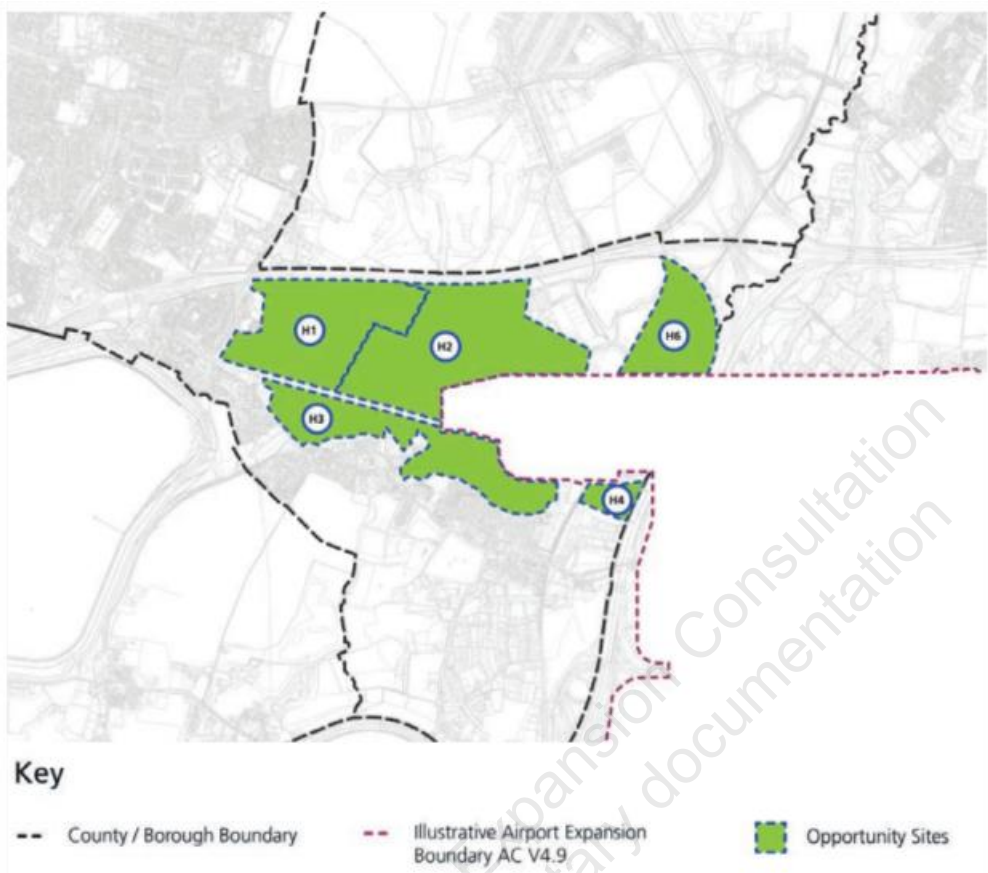 H1
H2
H6
H3
H4
Expansion Consultation
documentation
Key
County / Borough Boundary
Illustrative Airport Expansion
Boundary AC V4.9
Opportunity Sites